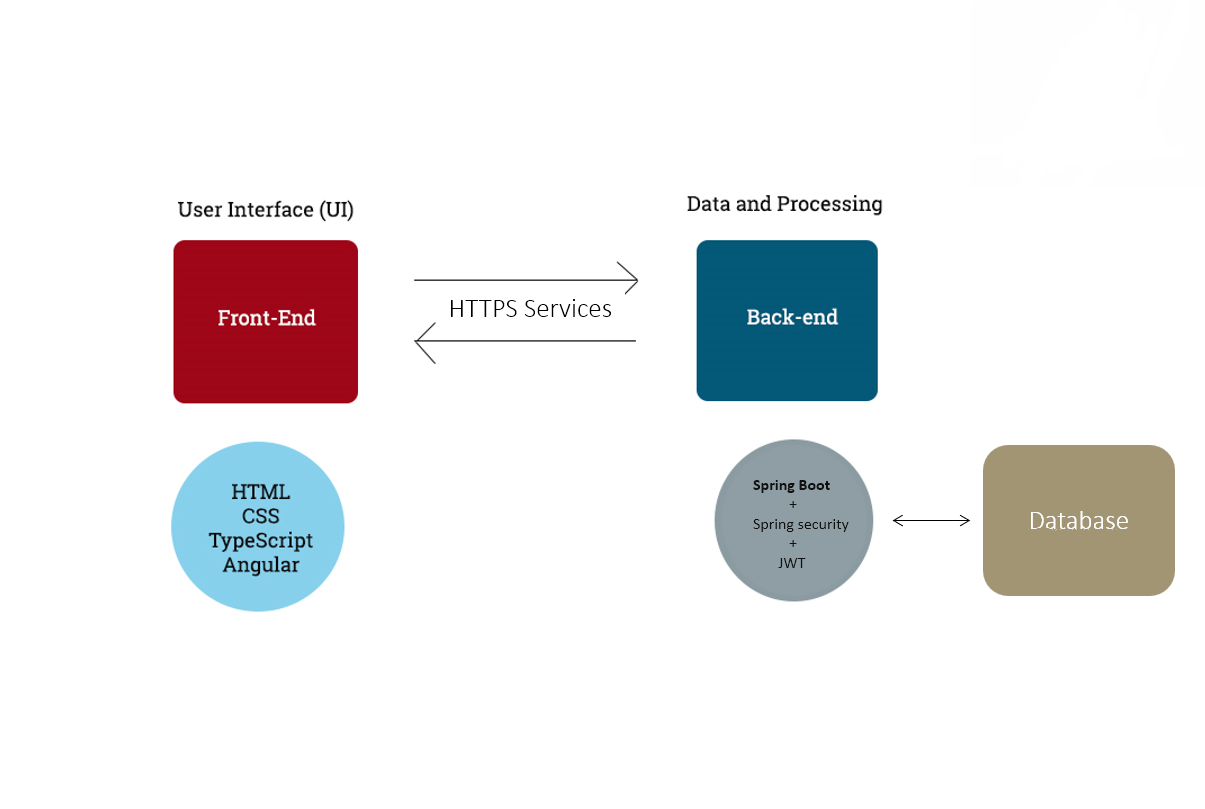 User Interface (UI)
Data and Processing
Front-End
HTTPS Services
Back-end
HTML
CSS
TypeScript
Angular
Spring Boot
+
Spring security
+
JWT
Database